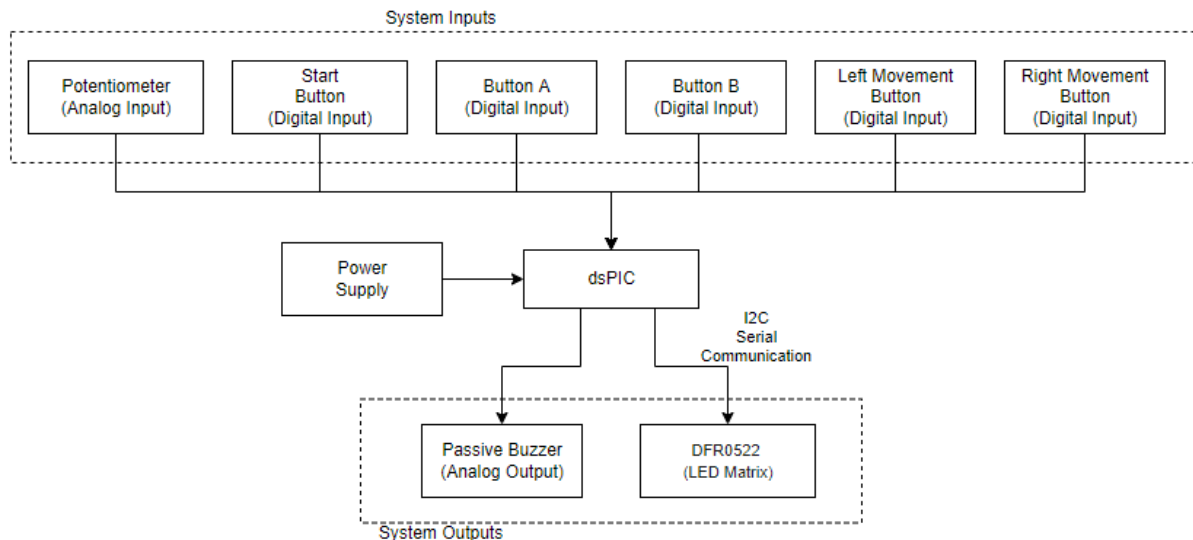 System Inputs
Potentiometer
(Analog Input)
Start
Button
(Digital Input)
Button A
(Digital Input)
Button B
(Digital Input)
Left Movement
Button
(Digital Input)
Right Movement
Button
(Digital Input)
Power
Supply
dsPIC
I2C
Serial
Communication
Passive Buzzer
(Analog Output)
DFR0522
(LED Matrix)
System Outputs